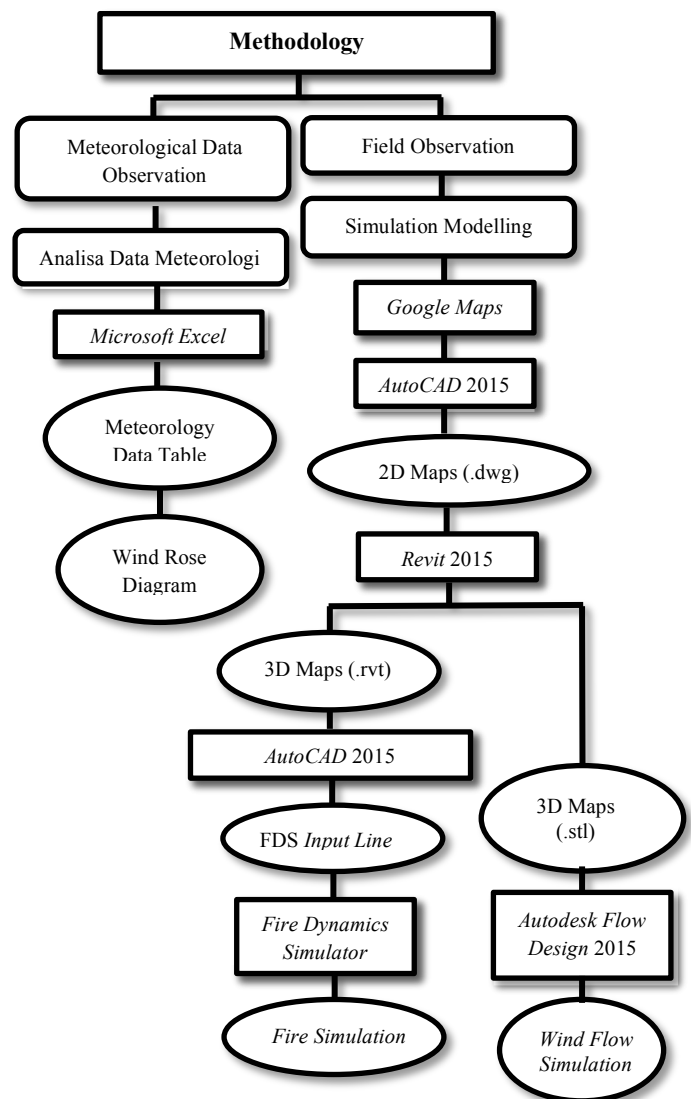 Methodology
Meteorological Data
Observation
Analisa Data Meteorologi
Microsoft Excel
Meteorology
Data Table
Wind Rose
Diagram
Field Observation
Simulation Modelling
Google Maps
AutoCAD 2015
2D Maps (.dwg)
Revit 2015
3D Maps (.rvt)
AutoCAD 2015
FDS Input Line
Fire Dynamics
Simulator
Fire Simulation
3D Maps
(.stl)
Autodesk Flow
Design 2015
Wind Flow
Simulation